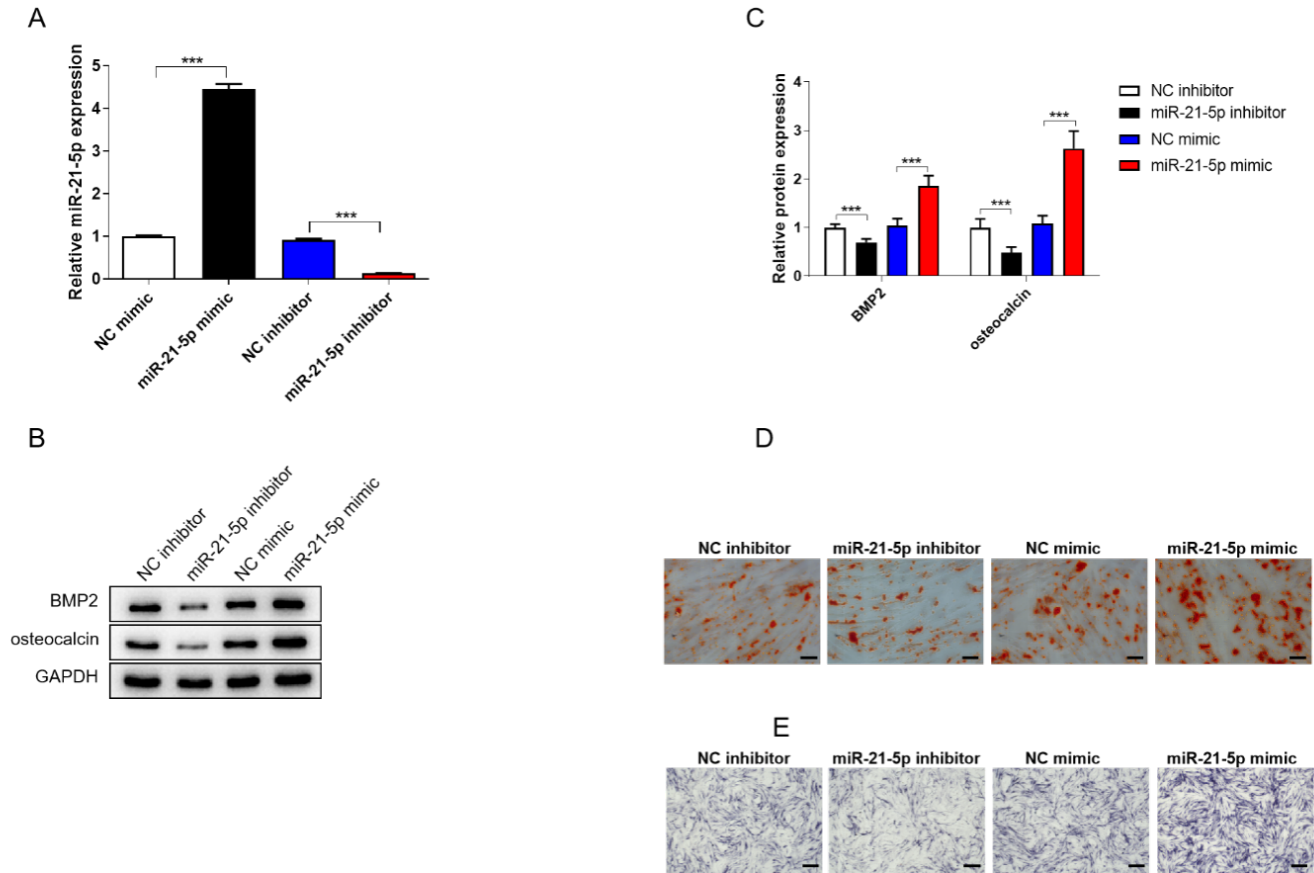 A
Relative miR-21-5p expression
5
4
3
2
1
0
***
***
NC mimic
miR-21-5p mimic
NC inhibitor
miR-21-5p inhibitor
C
Relative protein expression
4
3
2
1
0
***
***
***
***
BMP2
osteocalcin
NC inhibitor
miR-21-5p inhibitor
NC mimic
miR-21-5p mimic
B
NC inhibitor
miR-21-5p inhibitor
NC mimic
miR-21-5p mimic
BMP2
osteocalcin
GAPDH
D
NC inhibitor
miR-21-5p inhibitor
NC mimic
miR-21-5p mimic
E
NC inhibitor
miR-21-5p inhibitor
NC mimic
miR-21-5p mimic